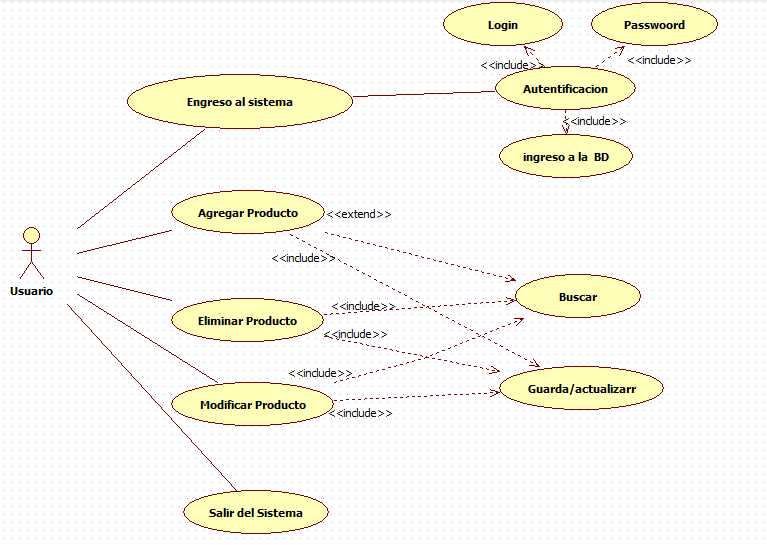 Login
Passwoord
<<include>>
<<include>>
Autentificacion
Engreso al sistema
<<include>>
ingreso a la BD
Agregar Producto
<<extend>>
<<include>>
Usuario
Buscar
<<include>>
Eliminar Producto
<<include>>
<<include>>
Guarda/actualizarr
Modificar Producto
<<include>>
Salir del Sistema